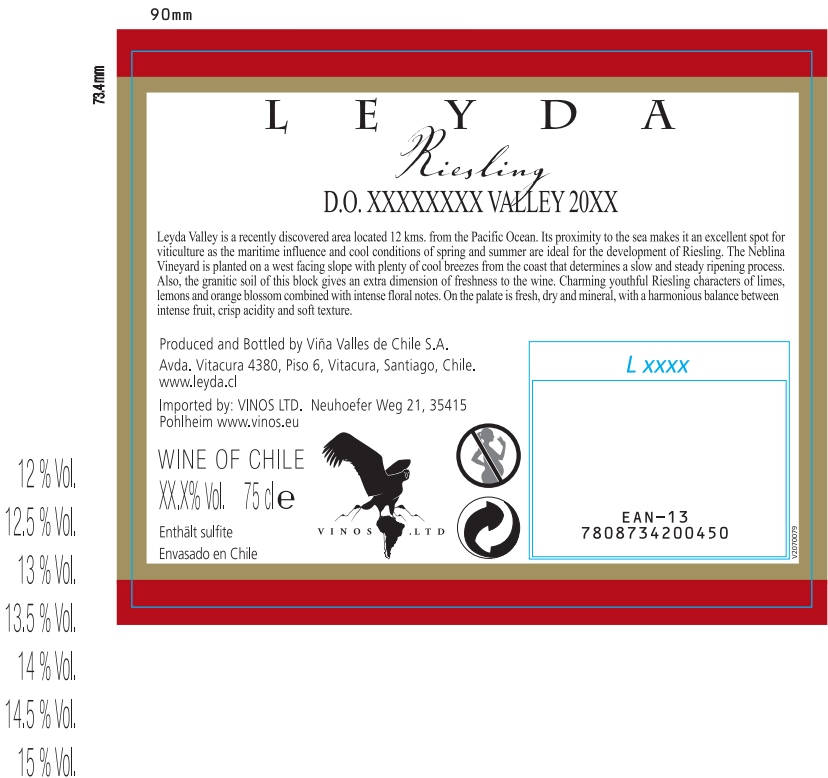 90mm
73.4mm
L E Y D A
Riesling
D.O. XXXXXXXX VALLEY 20XX
Leyda Valley is a recently discovered area located 12 kms. from the Pacific Ocean. Its proximity to the sea makes it an excellent spot for
viticulture as the maritime influence and cool conditions of spring and summer are ideal for the development of Riesling. The Neblina
Vineyard is planted on a west facing slope with plenty of cool breezes from the coast that determines a slow and steady ripening process.
Also, the granitic soil of this block gives an extra dimension of freshness to the wine. Charming youthful Riesling characters of limes,
lemons and orange blossom combined with intense floral notes. On the palate is fresh, dry and mineral, with a harmonious balance between
intense fruit, crisp acidity and soft texture.
Produced and Bottled by Viña Valles de Chile S.A.
Avda. Vitacura 4380, Piso 6, Vitacura, Santiago, Chile.
www.leyda.cl
Imported by: VINOS LTD. Neuhoefer Weg 21, 35415
Pohlheim www.vinos.eu
WINE OF CHILE
XX.X% Vol. 75 cl e
Enthält sulfite
Envasado en Chile
VINOS .LTD
L xxxx
EAN-13
7808734200450
V2070079
12 % Vol.
12.5 % Vol.
13 % Vol.
13.5 % Vol.
14 % Vol.
14.5 % Vol.
15 % Vol.